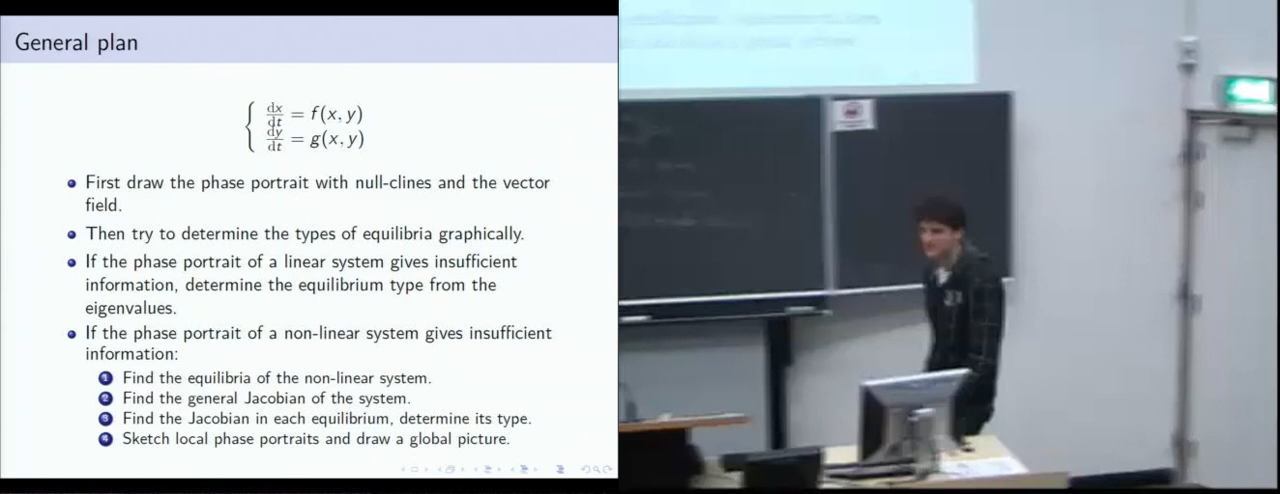 General plan
dx/dt = f(x, y)
dy/dt = g(x, y)
First draw the phase portrait with null-clines and the vector
field.
Then try to determine the types of equilibria graphically.
If the phase portrait of a linear system gives insufficient
information, determine the equilibrium type from the
eigenvalues.
If the phase portrait of a non-linear system gives insufficient
information:
1 Find the equilibria of the non-linear system.
2 Find the general Jacobian of the system.
3 Find the Jacobian in each equilibrium, determine its type.
4 Sketch local phase portraits and draw a global picture.